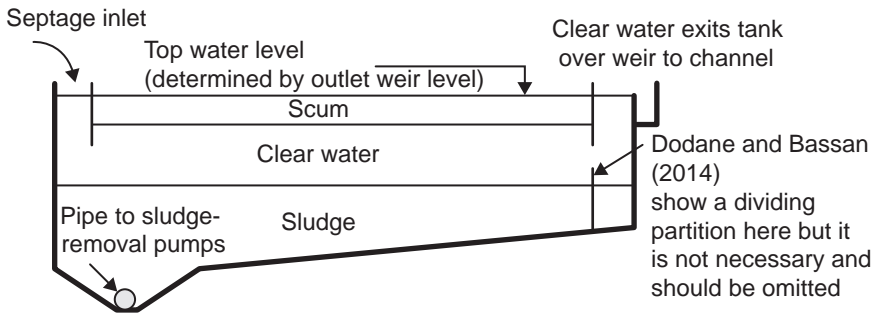 Septage inlet
Top water level
(determined by outlet weir level)
Clear water exits tank
over weir to channel
Scum
Clear water
Dodane and Bassan
(2014)
show a dividing
partition here but it
is not necessary and
should be omitted
Pipe to sludge-
removal pumps
Sludge